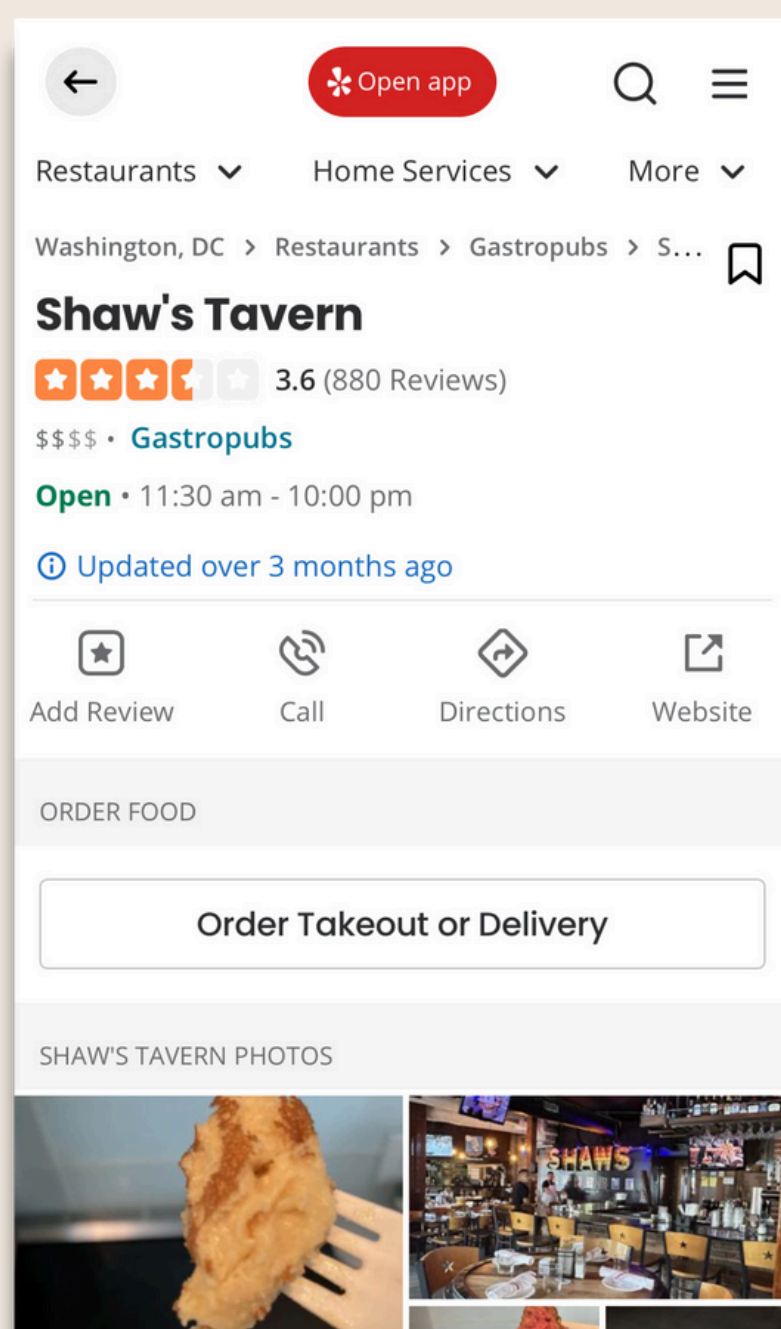 Open app
Restaurants Home Services More
Washington, DC > Restaurants > Gastropubs > S...
Shaw's Tavern
3.6 (880 Reviews)
$$$$ • Gastropubs
Open • 11:30 am - 10:00 pm
Updated over 3 months ago
Add Review Call Directions Website
ORDER FOOD
Order Takeout or Delivery
SHAW'S TAVERN PHOTOS
SHAW'S